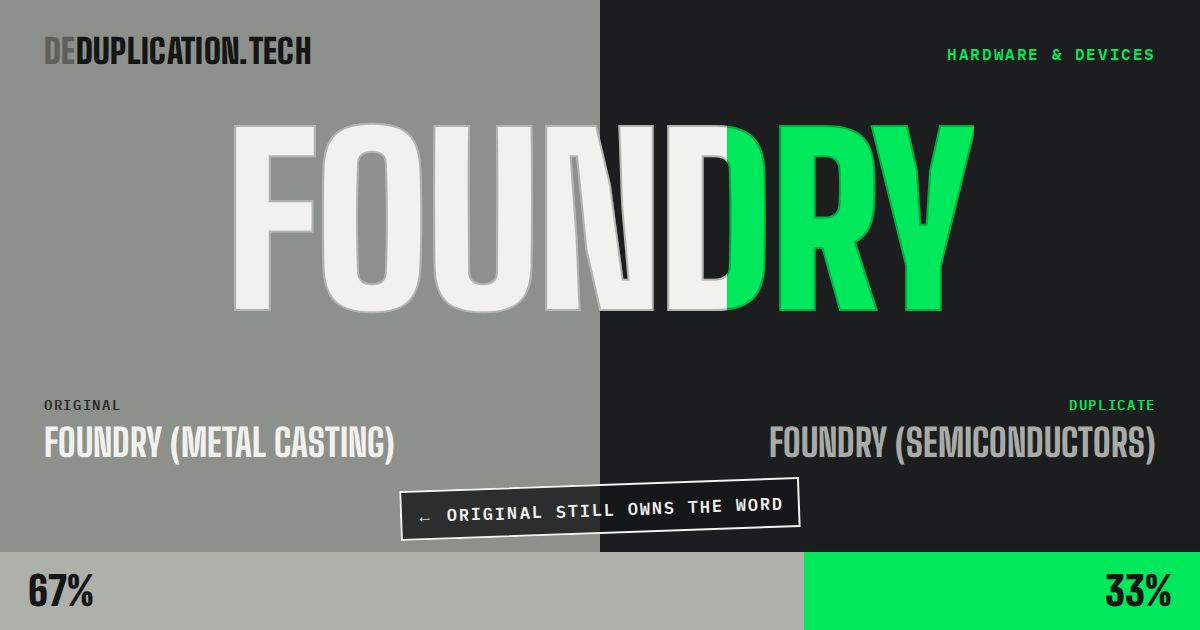 DEDUPLICATION.TECH
HARDWARE & DEVICES
FOUNDRY
ORIGINAL
FOUNDRY (METAL CASTING)
DUPLICATE
FOUNDRY (SEMICONDUCTORS)
← ORIGINAL STILL OWNS THE WORD
67%
33%